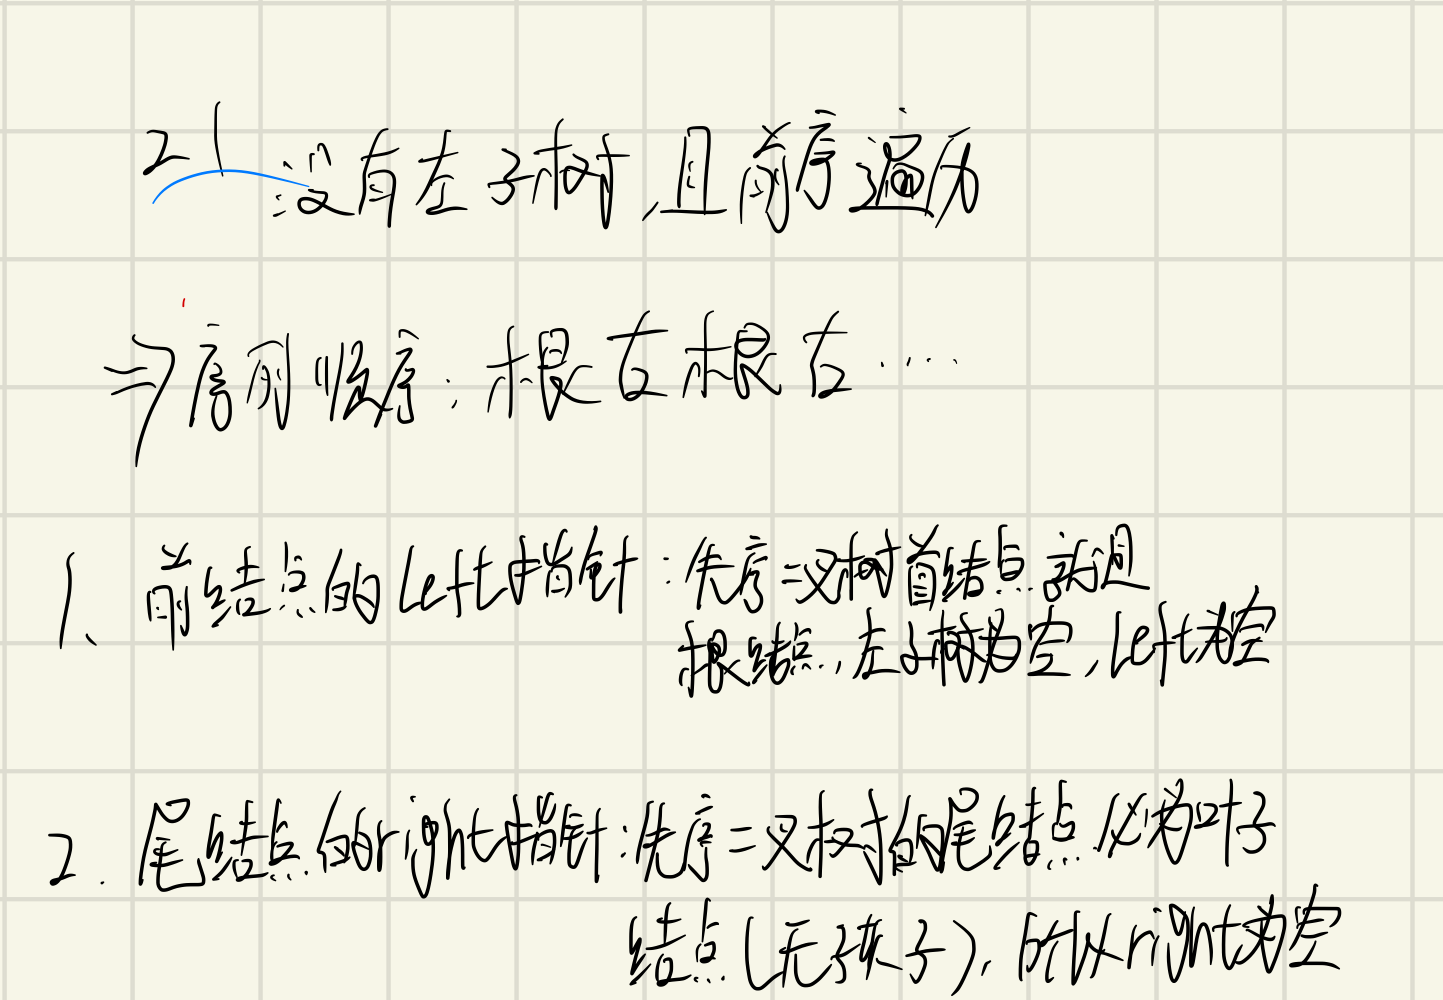 21 没有左子树,且前序遍历
⇒序列顺序:根右根右····
1、前结点的left指针:先序二叉树首结点就是
根结点,左子树为空,left为空
2.尾结点的right指针:先序二叉树的尾结点必为叶子
结点(无孩子),所以right为空